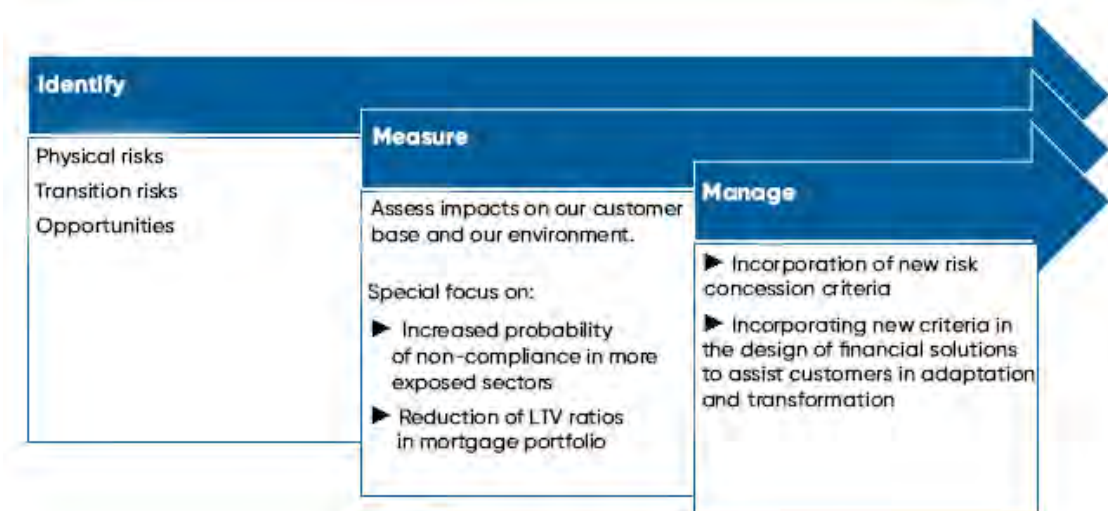 Identify
Physical risks
Transition risks
Opportunities
Measure
Assess impacts on our customer
base and our environment.
Special focus on:
► Increased probability
of non-compliance in more
exposed sectors
► Reduction of LTV ratios
in mortgage portfolio
Manage
► Incorporation of new risk
concession criteria
► Incorporating new criteria in
the design of financial solutions
to assist customers in adaptation
and transformation